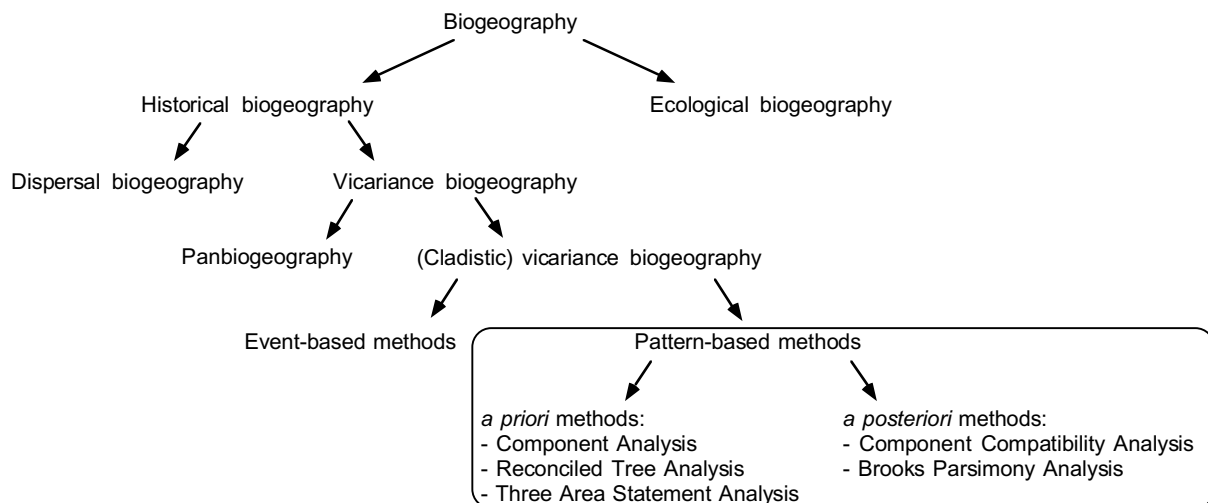 Biogeography
Historical biogeography
Ecological biogeography
Dispersal biogeography
Vicariance biogeography
Panbiogeography
(Cladistic) vicariance biogeography
Event-based methods
Pattern-based methods
a priori methods:
- Component Analysis
- Reconciled Tree Analysis
- Three Area Statement Analysis
a posteriori methods:
- Component Compatibility Analysis
- Brooks Parsimony Analysis